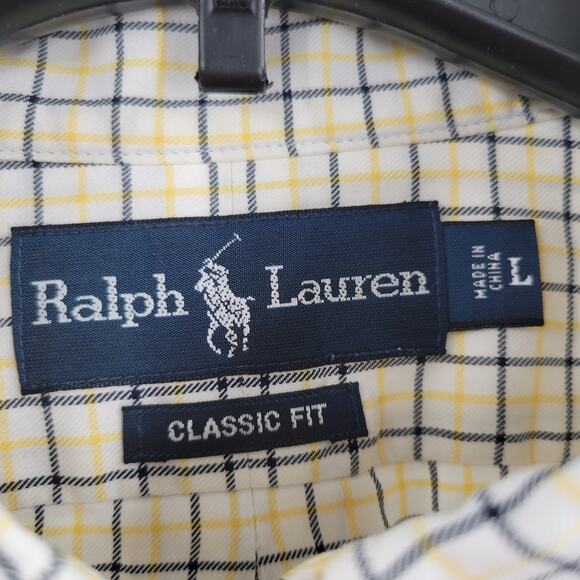 Ralph Lauren
MADE IN
CHINA
L
CLASSIC FIT